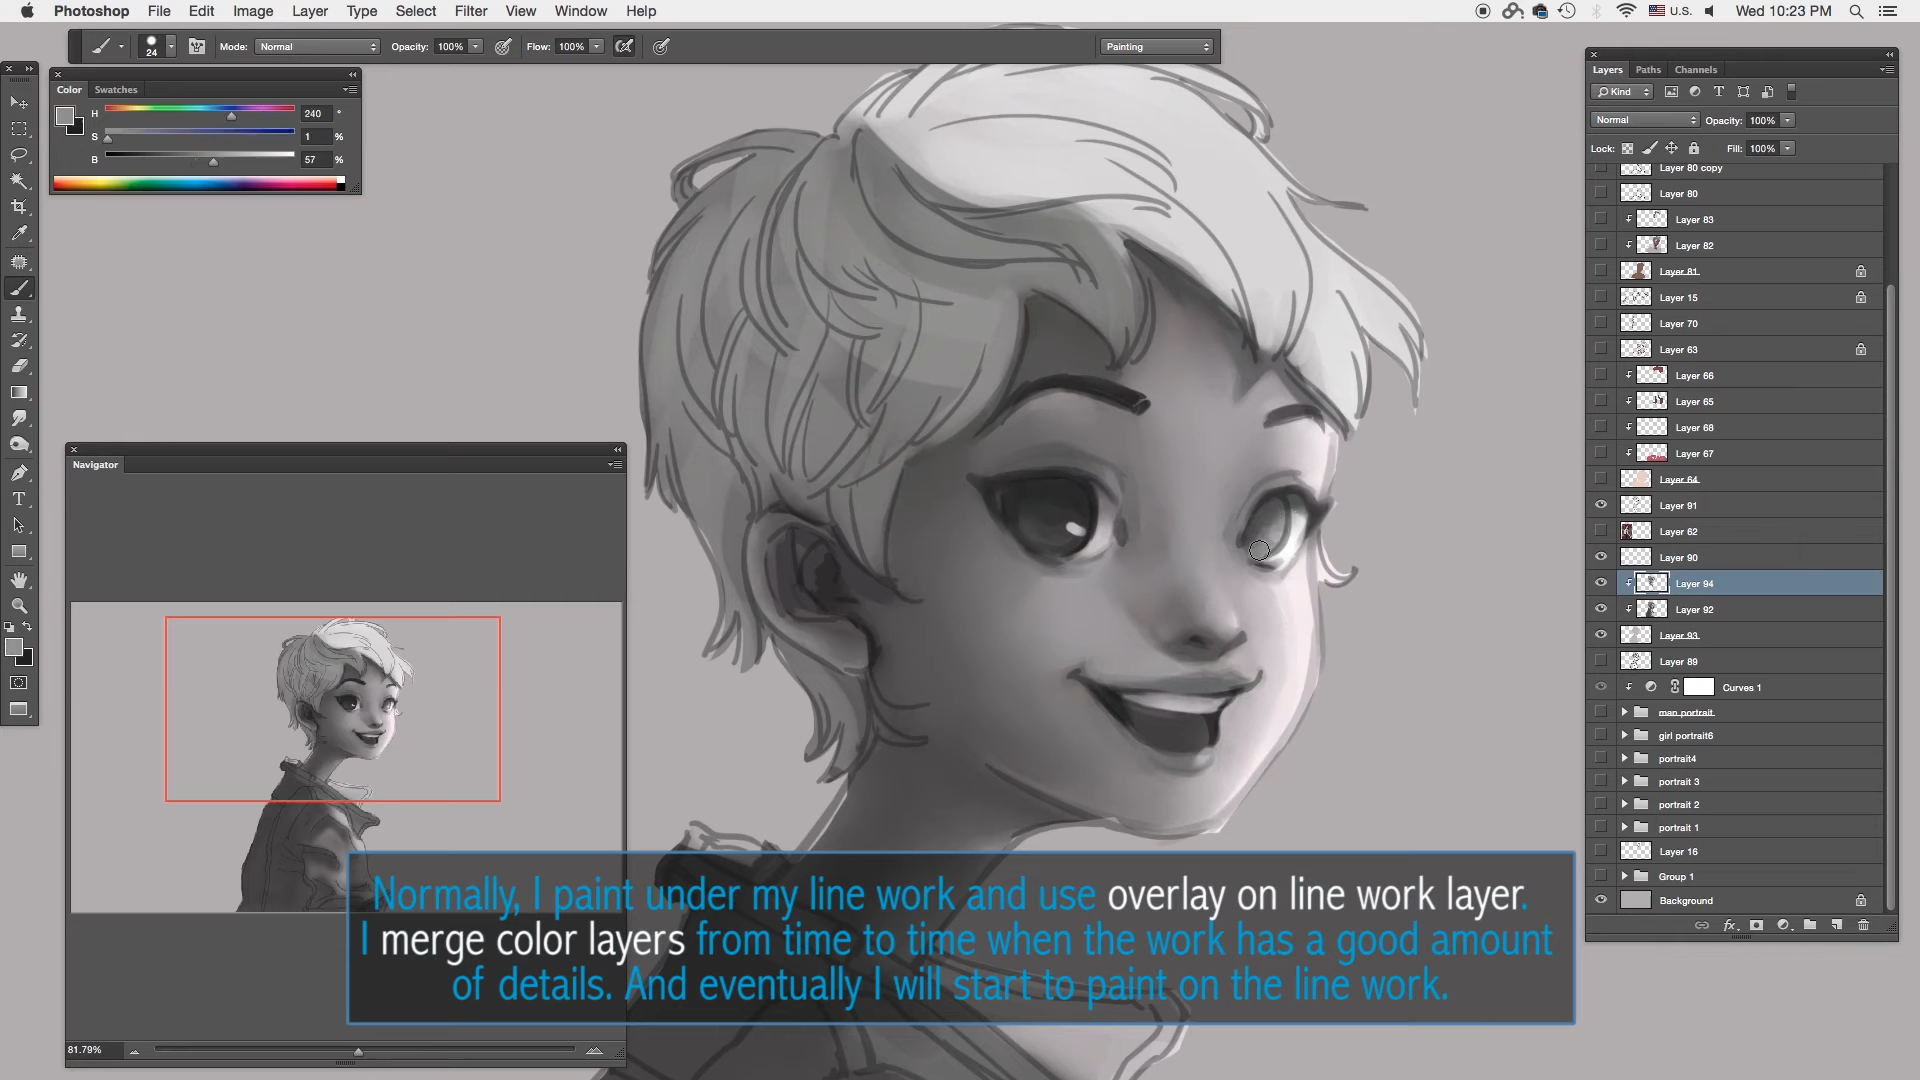 Photoshop File Edit Image Layer Type Select Filter View Window Help U.S. Wed 10:23 PM
24 Mode: Normal Opacity: 100% Flow: 100% Painting
Color Swatches
H 240 °
S 1 %
B 57 %
Navigator
81.79%
Layers Paths Channels
Kind
Normal Opacity: 100%
Lock: Fill: 100%
Layer 80 copy
Layer 80
Layer 83
Layer 82
Layer 81
Layer 15
Layer 70
Layer 63
Layer 66
Layer 65
Layer 68
Layer 67
Layer 64
Layer 91
Layer 62
Layer 90
Layer 94
Layer 92
Layer 93
Layer 89
Curves 1
man portrait
girl portrait6
portrait4
portrait 3
portrait 2
portrait 1
Layer 16
Group 1
Background
fx
Normally, I paint under my line work and use overlay on line work layer.
I merge color layers from time to time when the work has a good amount
of details. And eventually I will start to paint on the line work.